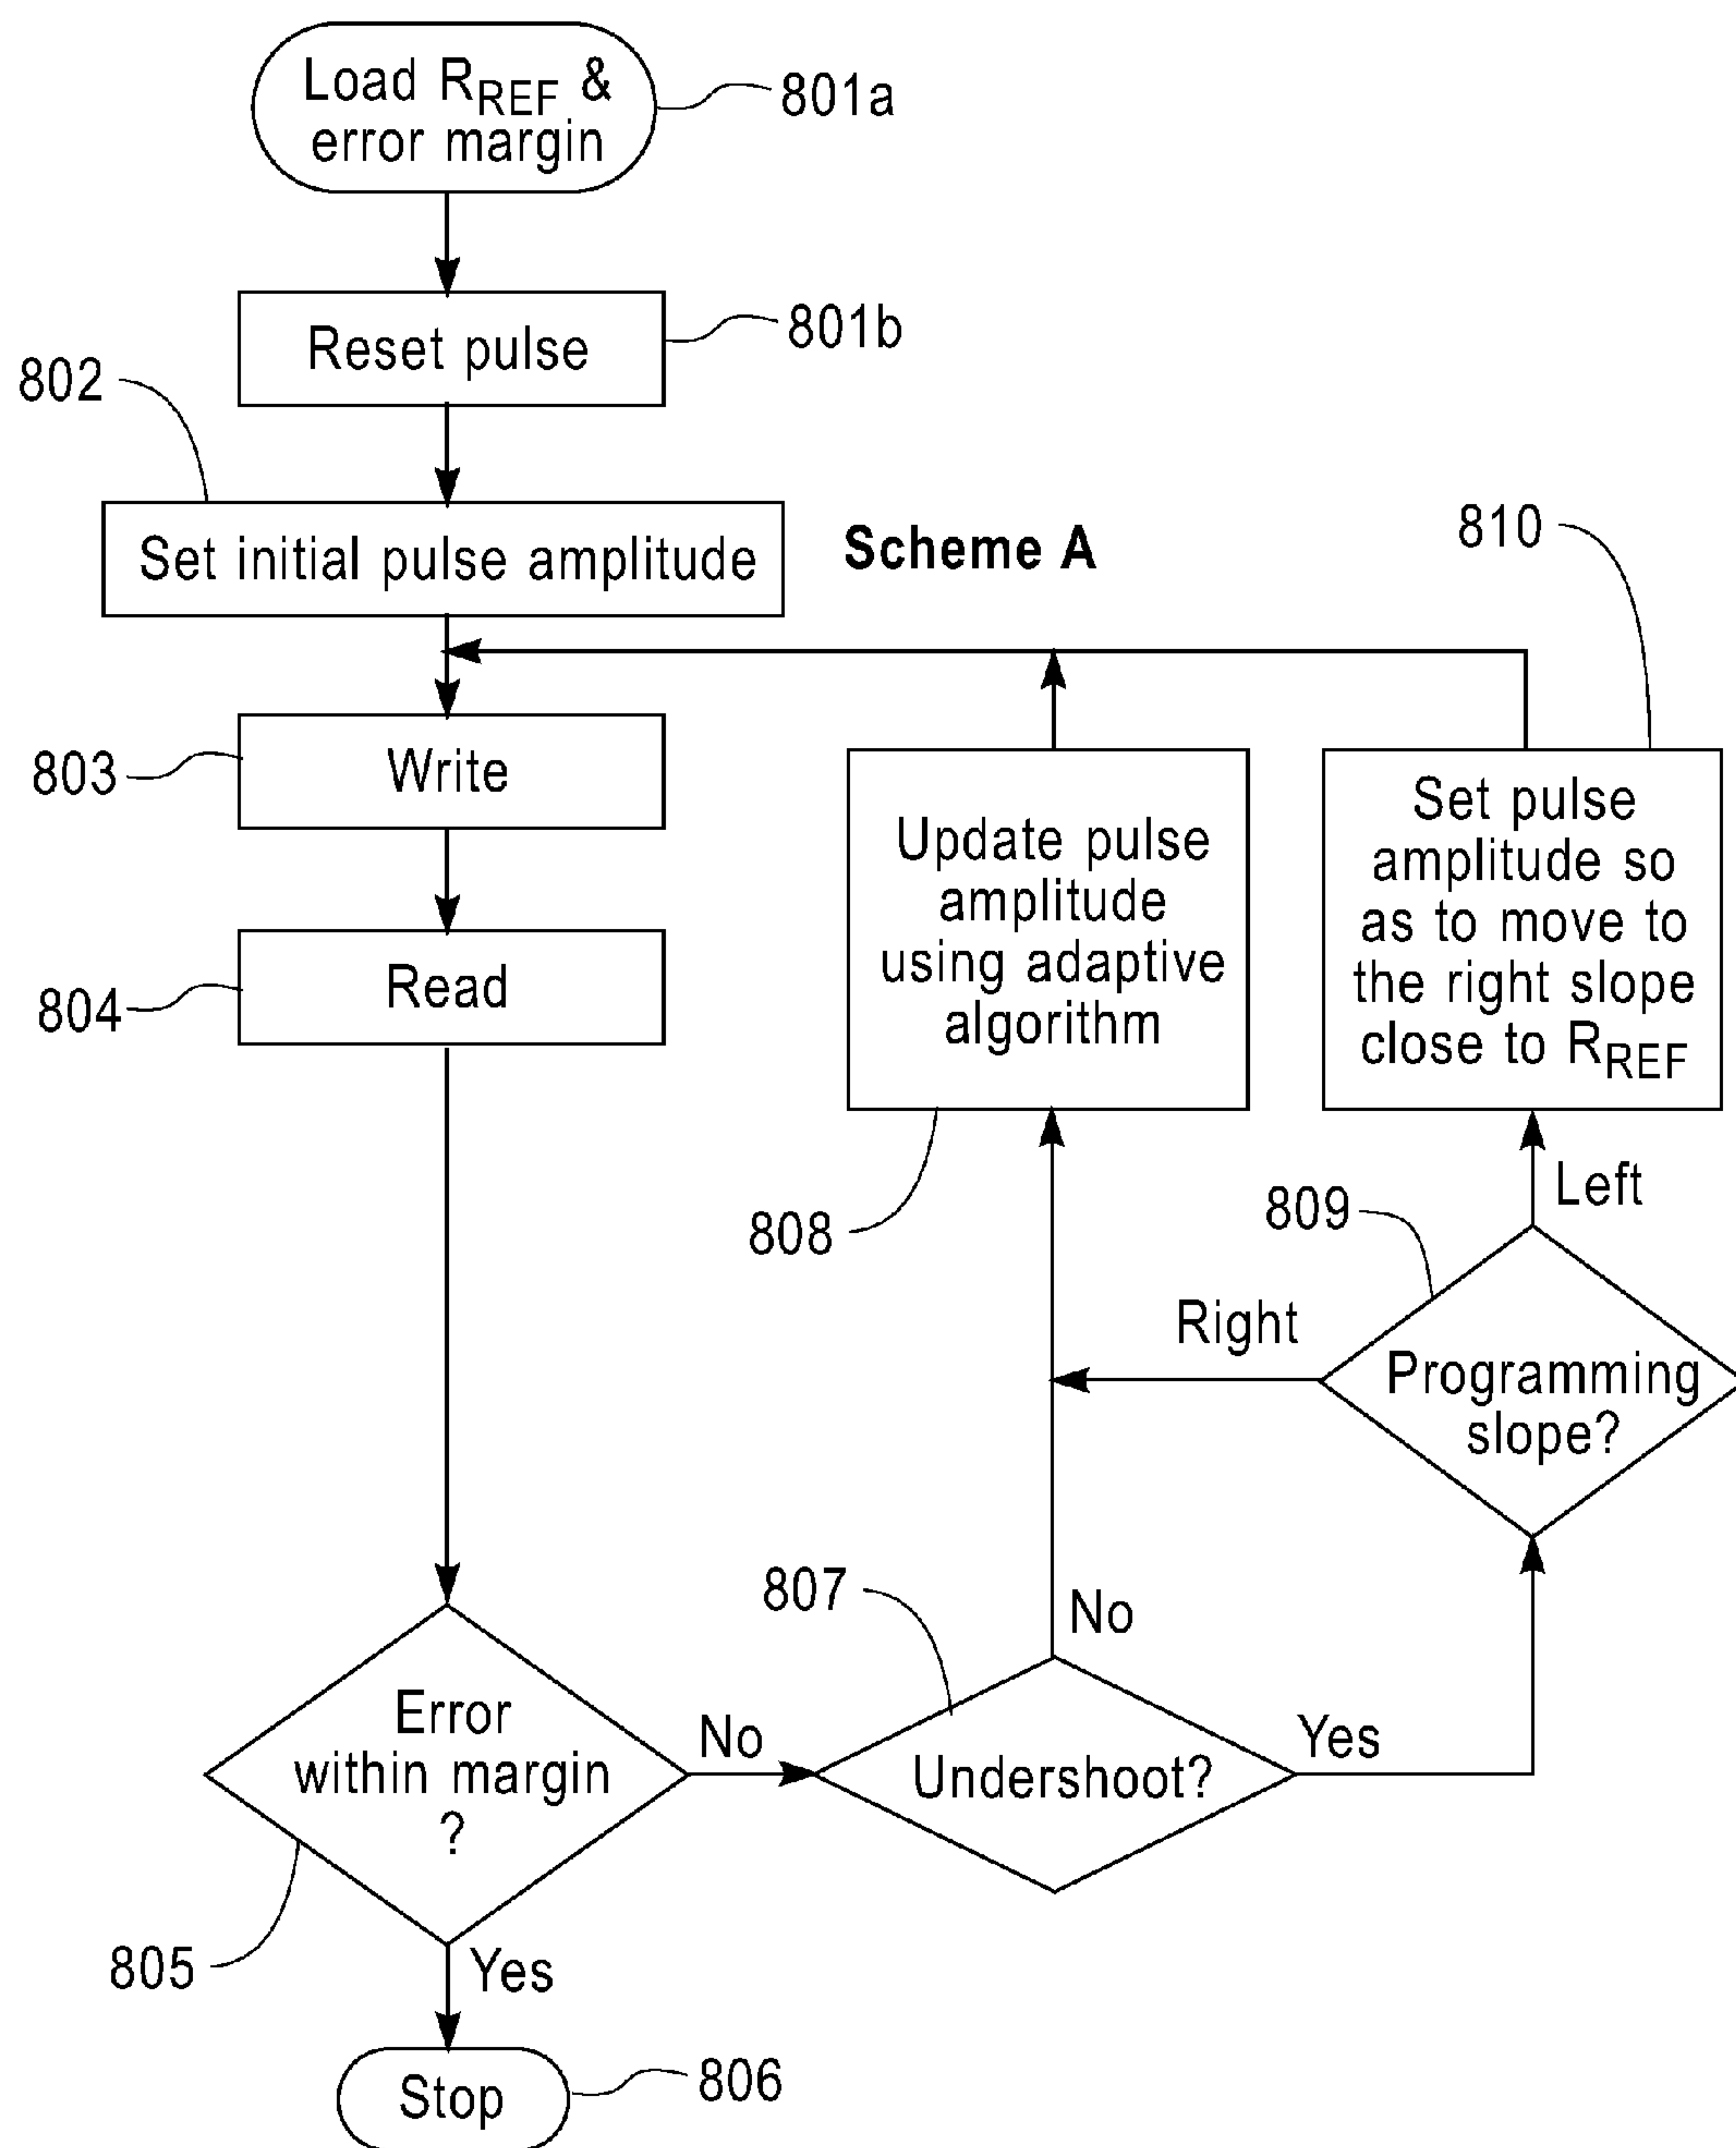 Load R_REF &
error margin
801a
Reset pulse
801b
802
Set initial pulse amplitude
Scheme A
810
Write
803
Read
804
Update pulse
amplitude
using adaptive
algorithm
808
Set pulse
amplitude so
as to move to
the right slope
close to R_REF
Left
809
Right
Programming
slope?
807
No
Error
within margin
?
No
Undershoot?
Yes
805
Yes
Stop
806